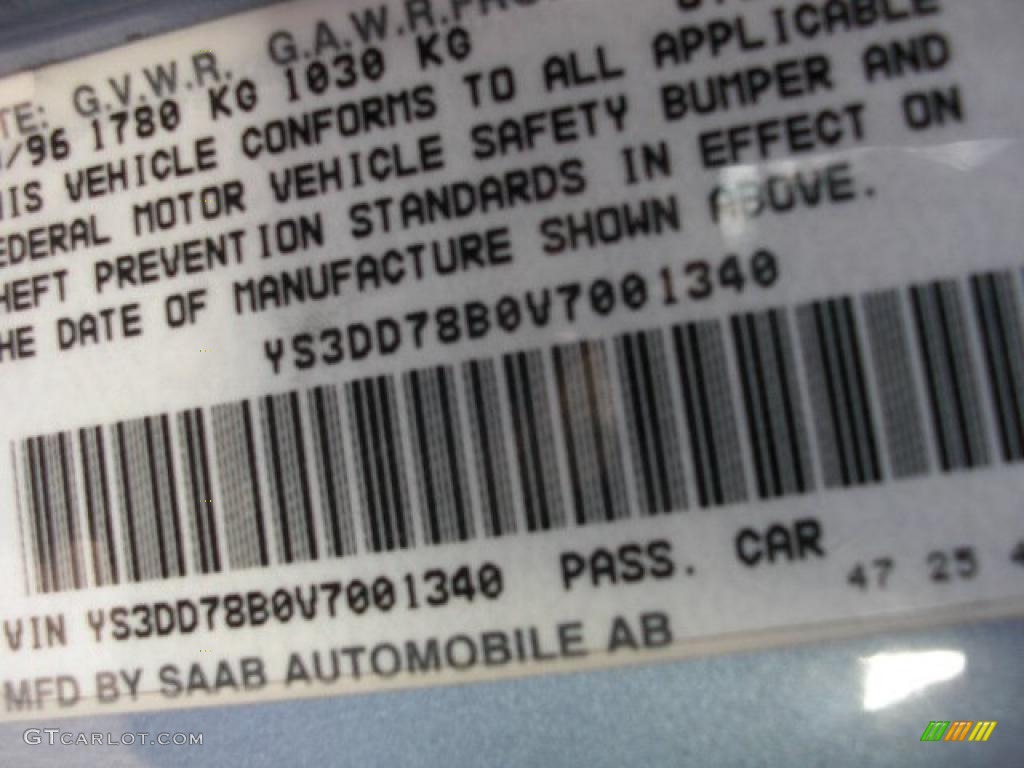 TE: G.V.W.R. G.A.W.R.
/96 1780 KG 1030 KG
IS VEHICLE CONFORMS TO ALL APPLICABLE
EDERAL MOTOR VEHICLE SAFETY BUMPER AND
HEFT PREVENTION STANDARDS IN EFFECT ON
HE DATE OF MANUFACTURE SHOWN ABOVE.
YS3DD78B0V7001340
VIN YS3DD78B0V7001340 PASS. CAR
47 25 4
MFD BY SAAB AUTOMOBILE AB
GTCARLOT.COM